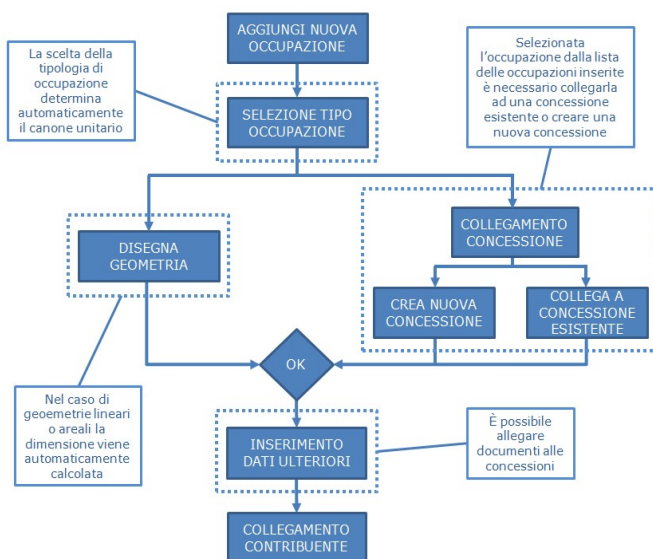 AGGIUNGI NUOVA
OCCUPAZIONE
La scelta della
tipologia di
occupazione
determina
automaticamente
il canone unitario
Selezionata
l'occupazione dalla lista
delle occupazioni inserite
è necessario collegarla
ad una concessione
esistente o creare una
nuova concessione
SELEZIONE TIPO
OCCUPAZIONE
DISEGNA
GEOMETRIA
COLLEGAMENTO
CONCESSIONE
CREA NUOVA
CONCESSIONE
COLLEGA A
CONCESSIONE
ESISTENTE
OK
Nel caso di
geoemetrie lineari
o areali la
dimensione viene
automaticamente
calcolata
INSERIMENTO
DATI ULTERIORI
È possibile
allegare
documenti alle
concessioni
COLLEGAMENTO
CONTRIBUENTE